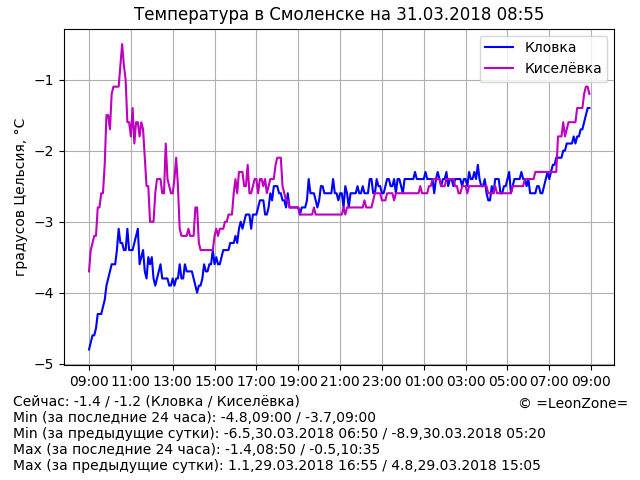 Температура в Смоленске на 31.03.2018 08:55
Кловка
Киселёвка
градусов Цельсия, °C
−1
−2
−3
−4
−5
09:00 11:00 13:00 15:00 17:00 19:00 21:00 23:00 01:00 03:00 05:00 07:00 09:00
Сейчас: -1.4 / -1.2 (Кловка / Киселёвка)
© =LeonZone=
Min (за последние 24 часа): -4.8,09:00 / -3.7,09:00
Min (за предыдущие сутки): -6.5,30.03.2018 06:50 / -8.9,30.03.2018 05:20
Max (за последние 24 часа): -1.4,08:50 / -0.5,10:35
Max (за предыдущие сутки): 1.1,29.03.2018 16:55 / 4.8,29.03.2018 15:05